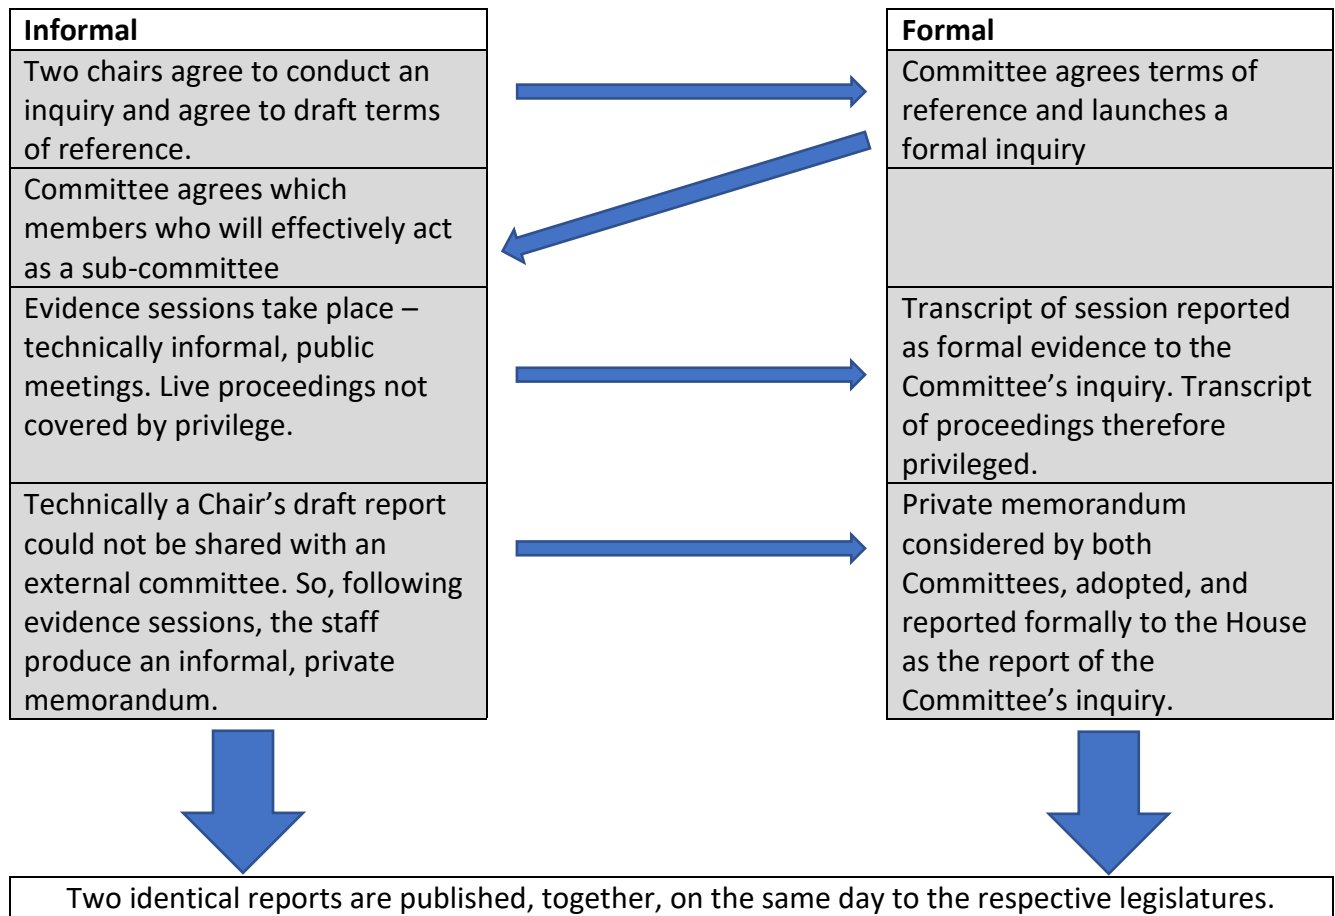 Informal
Two chairs agree to conduct an
inquiry and agree to draft terms
of reference.
Formal
Committee agrees terms of
reference and launches a
formal inquiry
Committee agrees which
members who will effectively act
as a sub-committee
Evidence sessions take place –
technically informal, public
meetings. Live proceedings not
covered by privilege.
Transcript of session reported
as formal evidence to the
Committee’s inquiry. Transcript
of proceedings therefore
privileged.
Technically a Chair’s draft report
could not be shared with an
external committee. So, following
evidence sessions, the staff
produce an informal, private
memorandum.
Private memorandum
considered by both
Committees, adopted, and
reported formally to the House
as the report of the
Committee’s inquiry.
Two identical reports are published, together, on the same day to the respective legislatures.